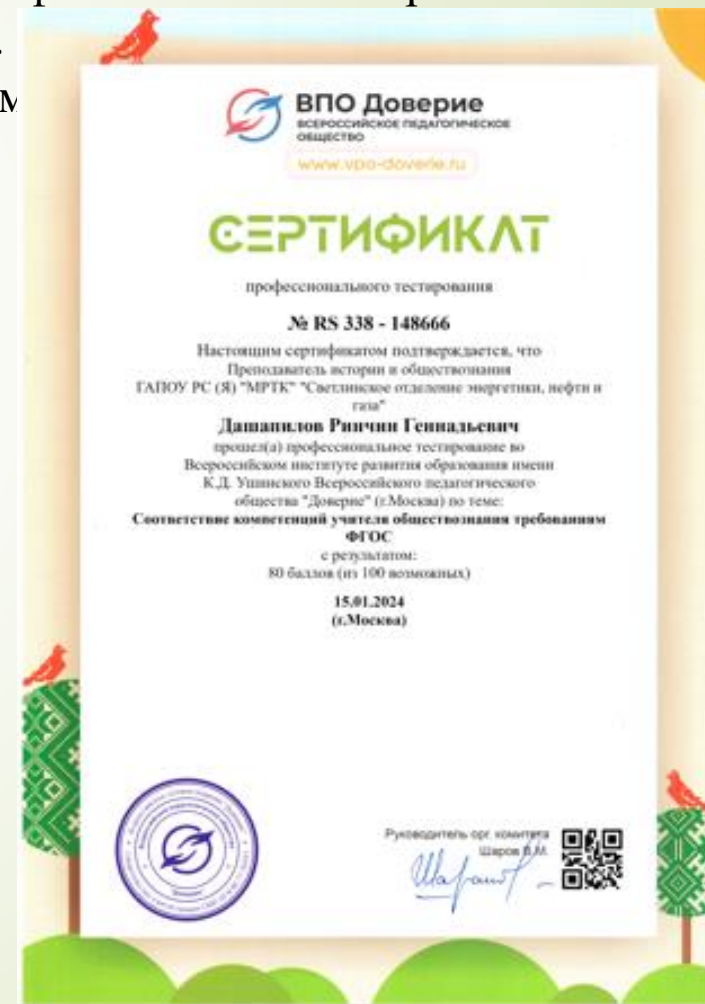 ВПО Доверие
ВСЕРОССИЙСКОЕ ПЕДАГОГИЧЕСКОЕ
ОБЩЕСТВО
www.vpo-doverie.ru
СЕРТИФИКАТ
профессионального тестирования
№ RS 338 - 148666
Настоящим сертификатом подтверждается, что
Преподаватель истории и обществознания
ГАПОУ РС (Я) "МРТК" "Светлинское отделение энергетики, нефти и
газа"
Дашапилов Ринчин Геннадьевич
прошел(а) профессиональное тестирование во
Всероссийском институте развития образования имени
К.Д. Ушинского Всероссийского педагогического
общества "Доверие" (г.Москва) по теме:
Соответствие компетенций учителя обществознания требованиям
ФГОС
с результатом:
80 баллов (из 100 возможных)
15.01.2024
(г.Москва)
Руководитель орг. комитета
Шаров В.М.